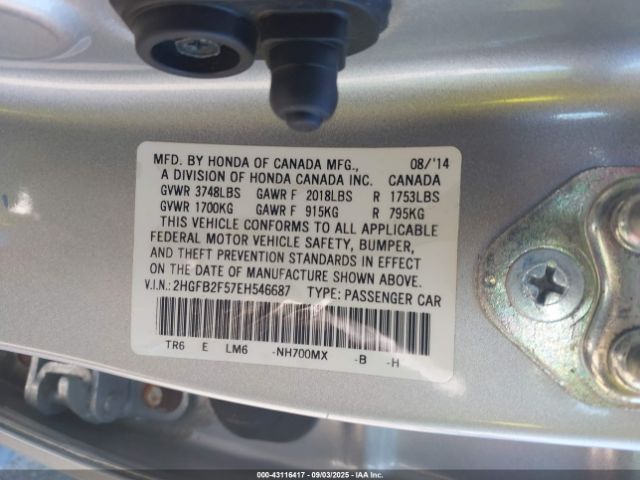 MFD. BY HONDA OF CANADA MFG., 08/'14
A DIVISION OF HONDA CANADA INC. CANADA
GVWR 3748LBS GAWR F 2018LBS R 1753LBS
GVWR 1700KG GAWR F 915KG R 795KG
THIS VEHICLE CONFORMS TO ALL APPLICABLE
FEDERAL MOTOR VEHICLE SAFETY, BUMPER,
AND THEFT PREVENTION STANDARDS IN EFFECT
ON THE DATE OF MANUFACTURE SHOWN ABOVE.
V.I.N.: 2HGFB2F57EH546687 TYPE: PASSENGER CAR
TR6 E LM6 -NH700MX -B -H
000-43116417 - 09/03/2025 - IAAI.COM